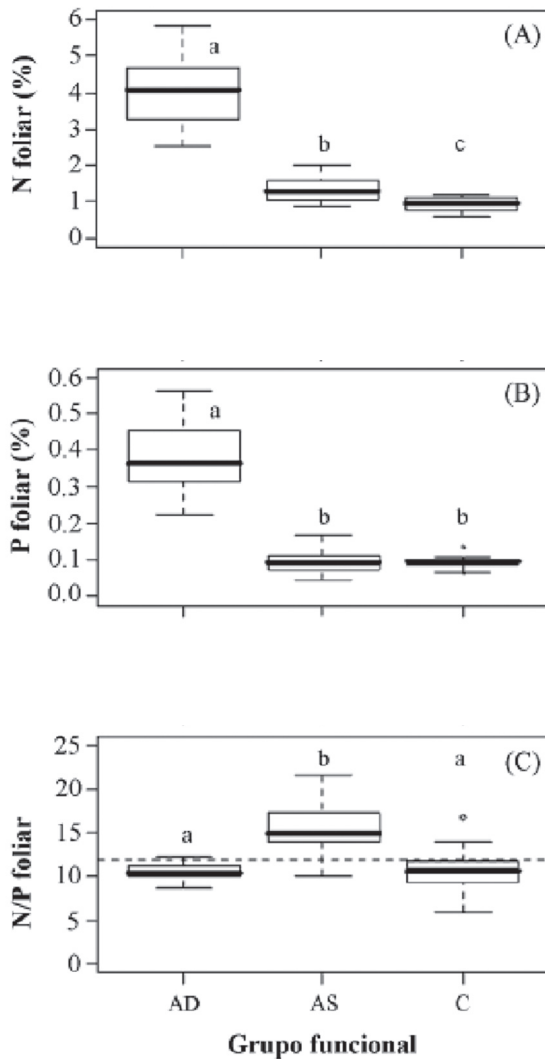 (A)
N foliar (%)
6
5
4
3
2
1
0
a
b
c
(B)
P foliar (%)
0.6
0.5
0.4
0.3
0.2
0.1
0.0
a
b
b
(C)
N/P foliar
25
20
15
10
5
0
a
b
a
AD AS C
Grupo funcional